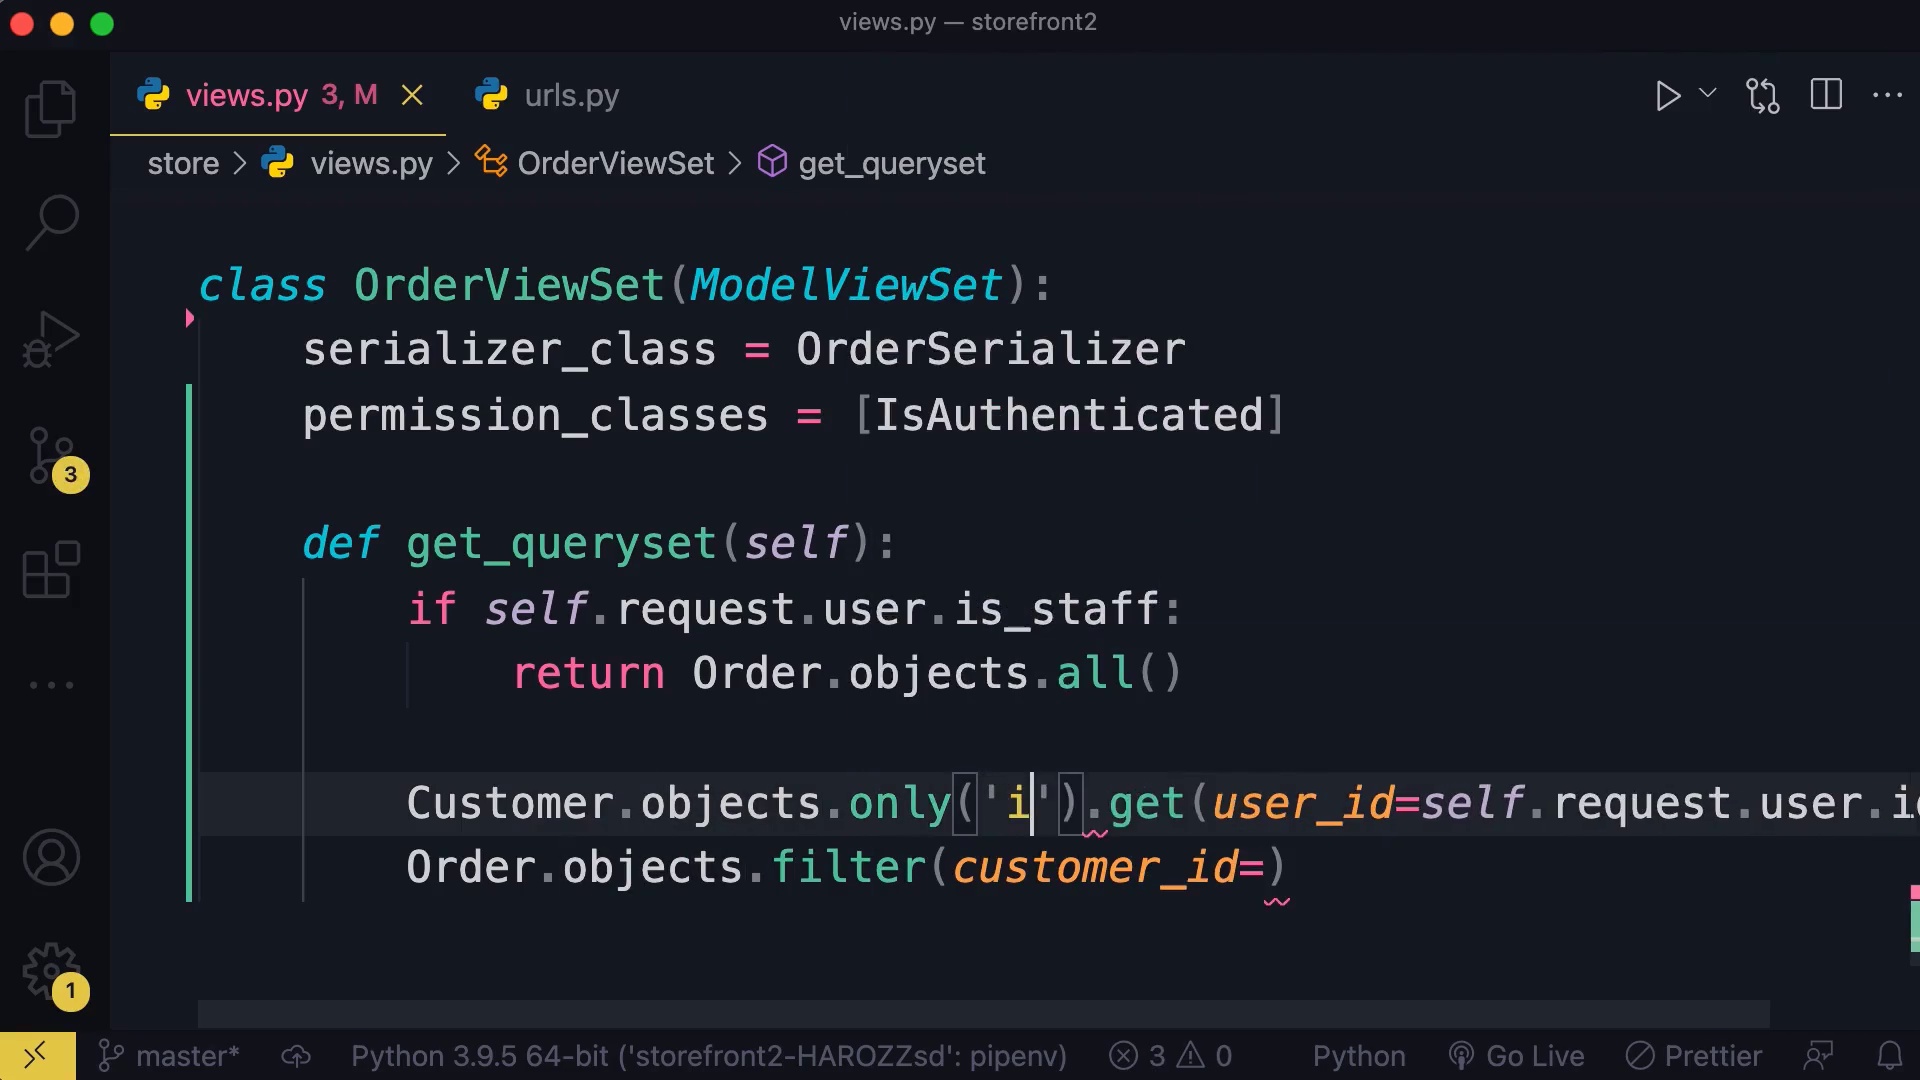 views.py — storefront2
views.py 3, M urls.py
store > views.py > OrderViewSet > get_queryset
class OrderViewSet(ModelViewSet):
serializer_class = OrderSerializer
permission_classes = [IsAuthenticated]
def get_queryset(self):
if self.request.user.is_staff:
return Order.objects.all()
Customer.objects.only('i').get(user_id=self.request.user.i
Order.objects.filter(customer_id=)
3
1
master* Python 3.9.5 64-bit ('storefront2-HAROZZsd': pipenv) 3 0 Python Go Live Prettier